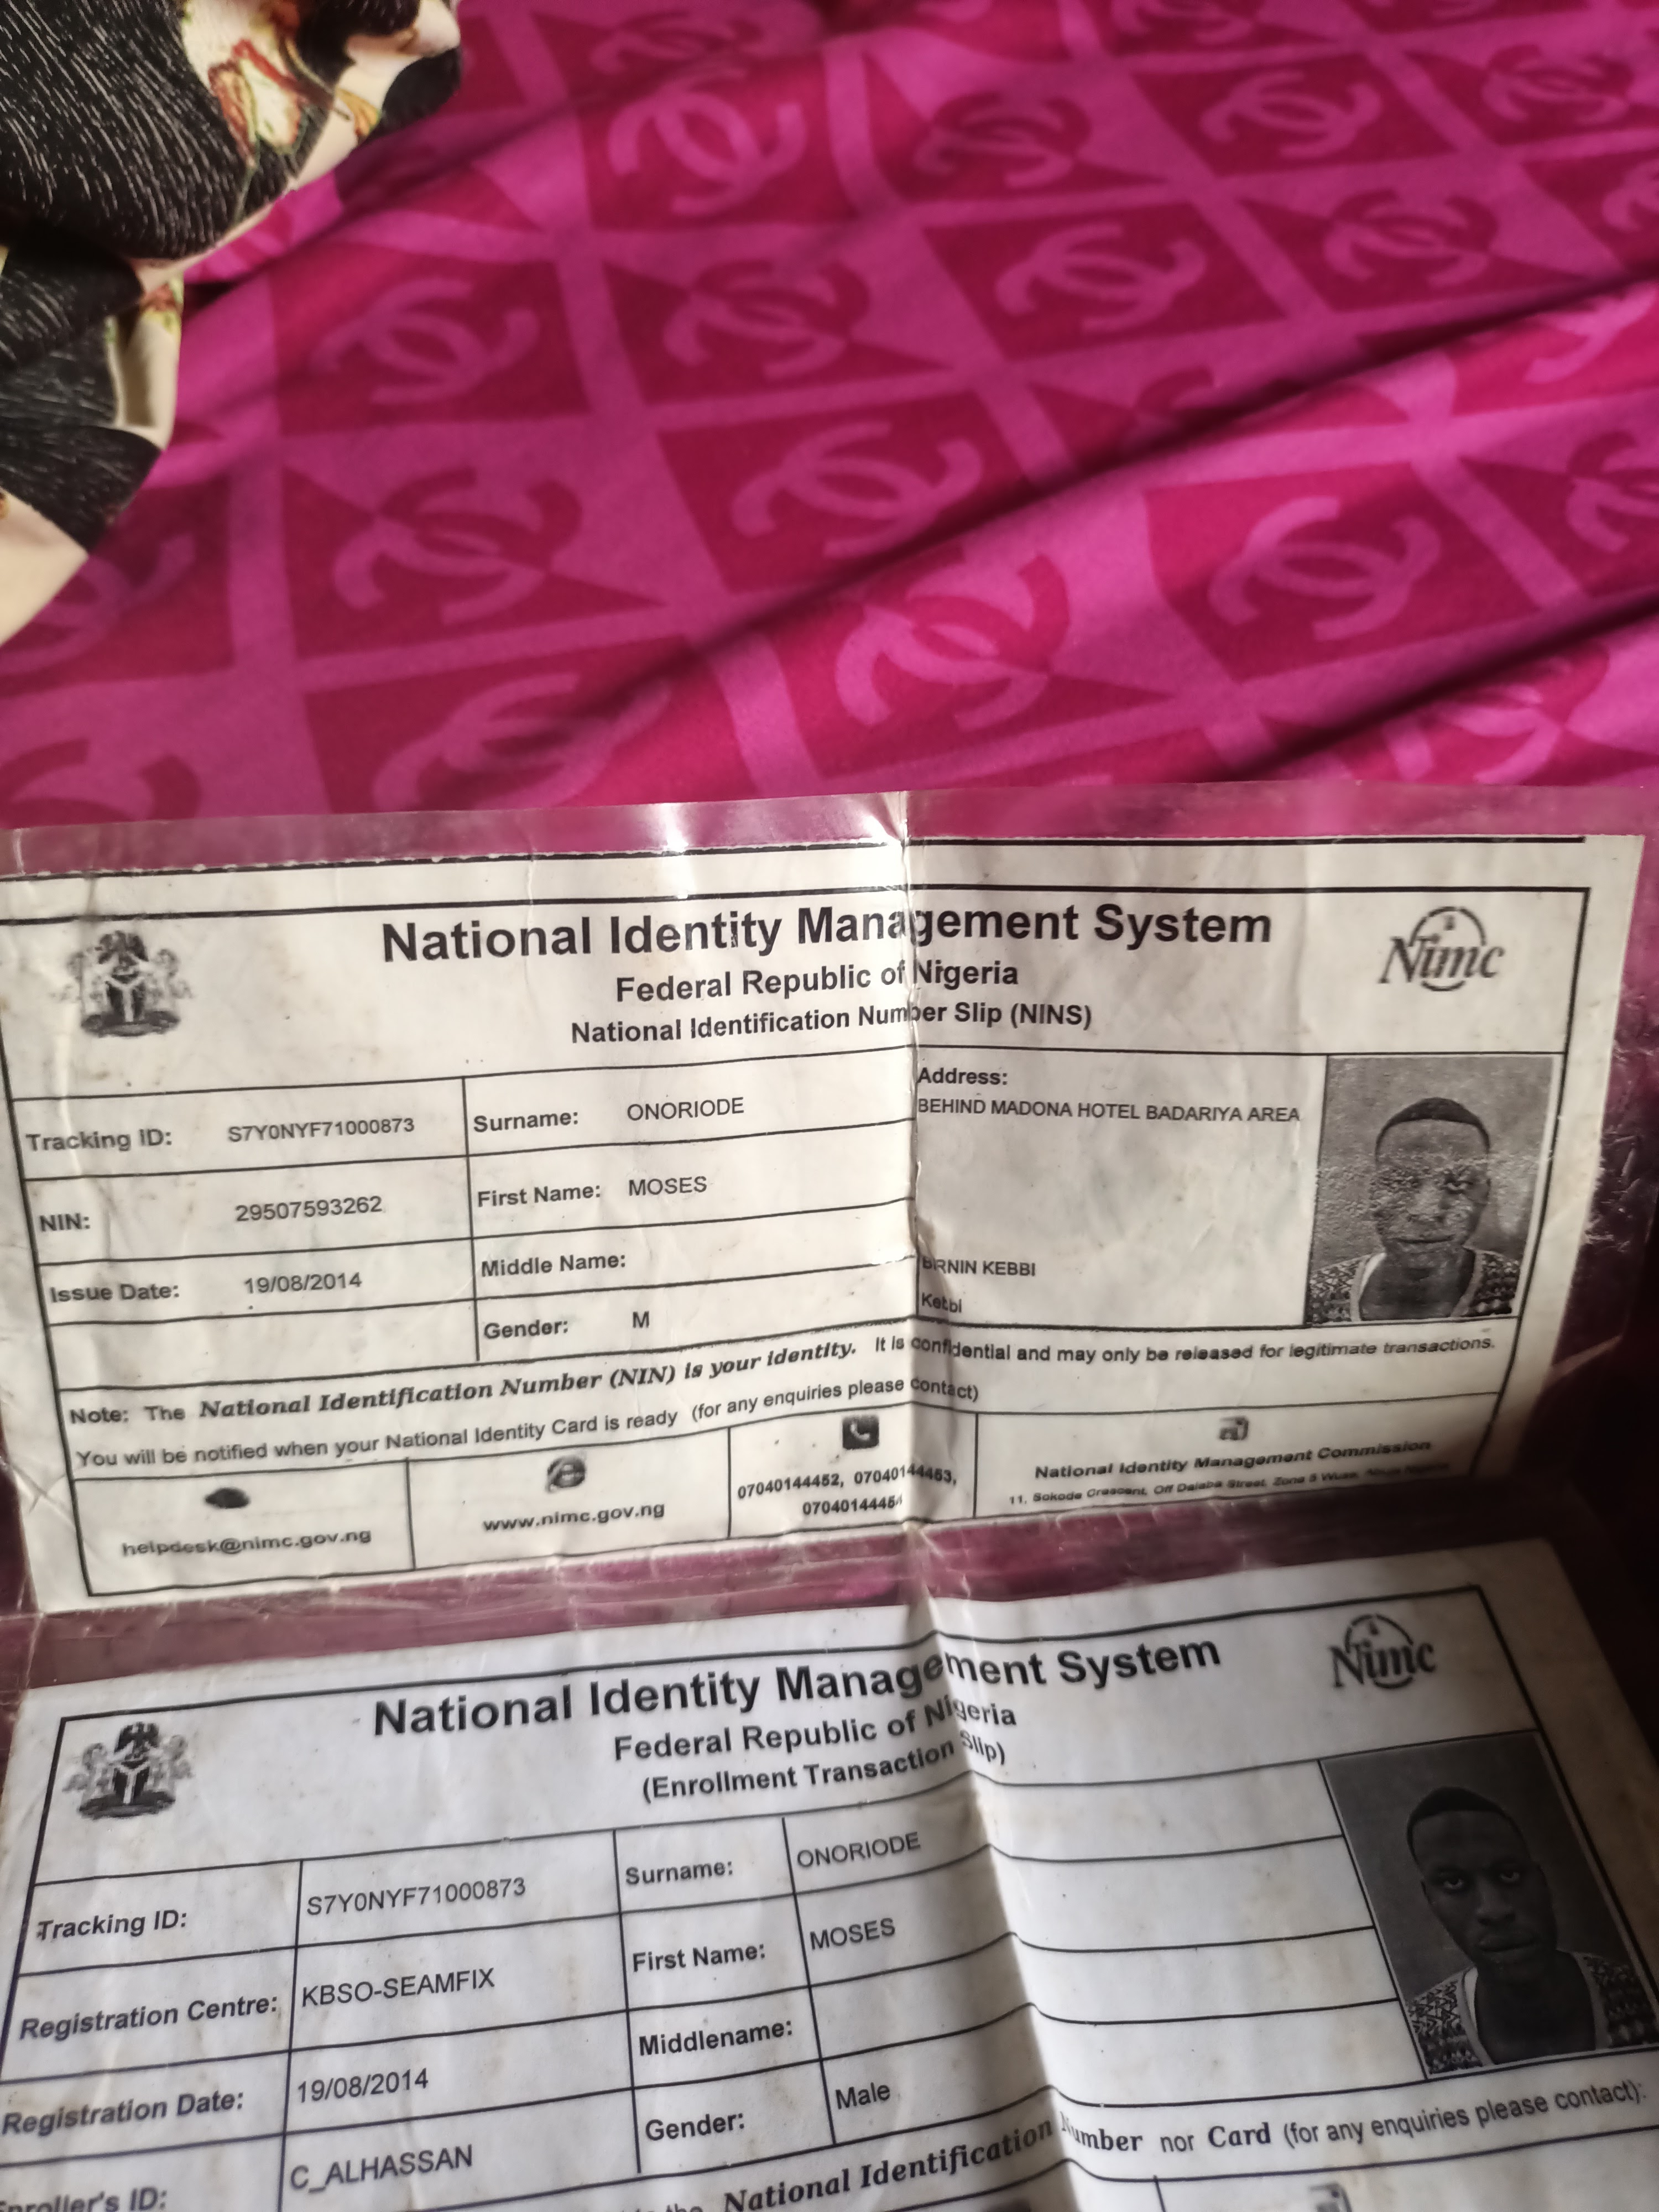 National Identity Management System
Federal Republic of Nigeria
National Identification Number Slip (NINS)
Nimc
Tracking ID: S7Y0NYF71000873
Surname: ONORIODE
Address:
BEHIND MADONA HOTEL BADARIYA AREA
NIN: 29507593262
First Name: MOSES
Issue Date: 19/08/2014
Middle Name:
BIRNIN KEBBI
Kebbi
Gender: M
Note: The National Identification Number (NIN) is your identity. It is confidential and may only be released for legitimate transactions.
You will be notified when your National Identity Card is ready (for any enquiries please contact)
helpdesk@nimc.gov.ng
www.nimc.gov.ng
07040144452, 07040144453,
0704014445
National Identity Management Commission
11, Sokode Crescent, Off Dalaba Street, Zone 5 Wuse,
National Identity Management System
Federal Republic of Nigeria
(Enrollment Transaction Slip)
Nimc
Tracking ID: S7Y0NYF71000873
Surname: ONORIODE
Registration Centre: KBSO-SEAMFIX
First Name: MOSES
Registration Date: 19/08/2014
Middlename:
Enroller's ID: C_ALHASSAN
Gender: Male
the National Identification Number nor Card (for any enquiries please contact):